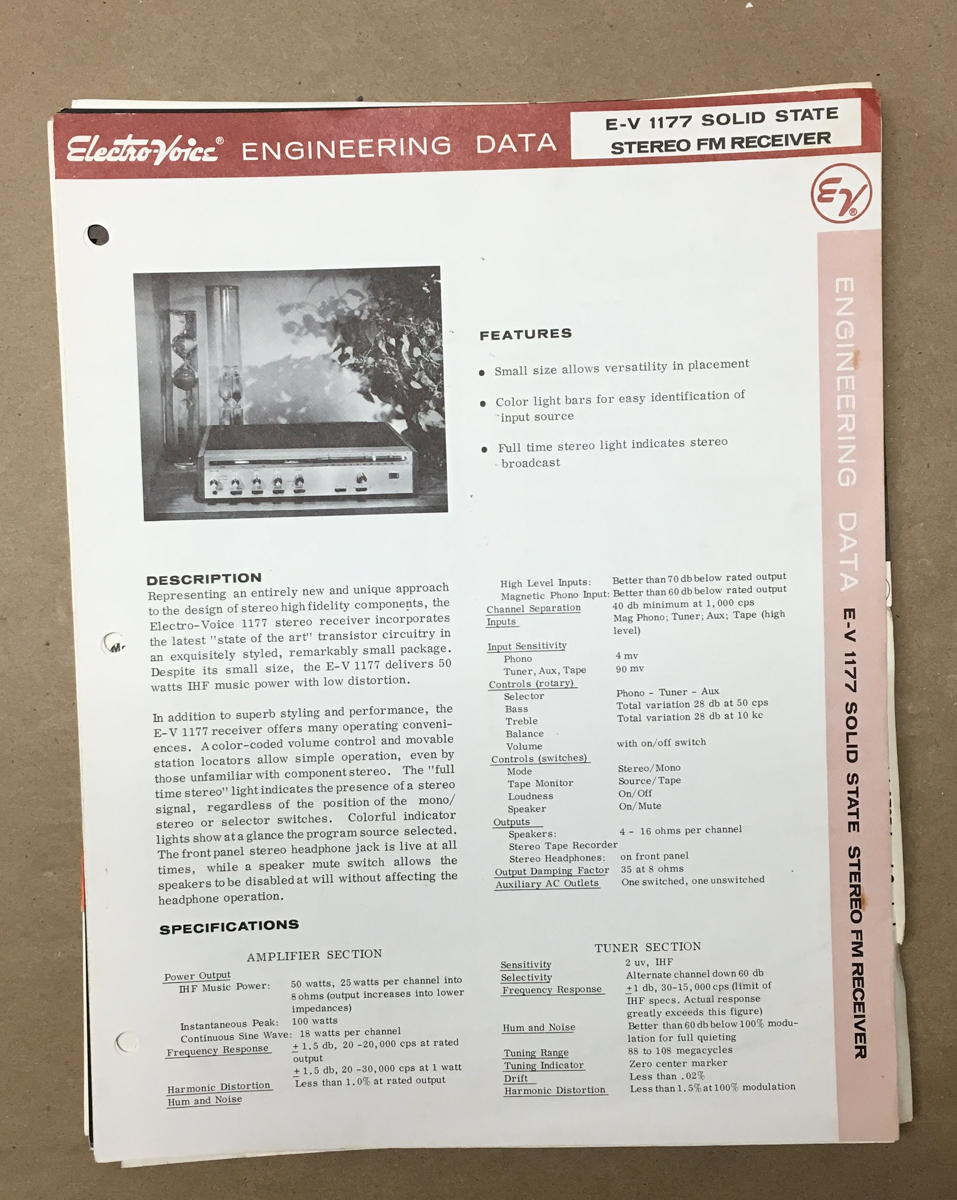 Electro-Voice® ENGINEERING DATA
E-V 1177 SOLID STATE
STEREO FM RECEIVER
EV®
FEATURES
● Small size allows versatility in placement
● Color light bars for easy identification of
input source
● Full time stereo light indicates stereo
broadcast
DESCRIPTION
Representing an entirely new and unique approach
to the design of stereo high fidelity components, the
Electro-Voice 1177 stereo receiver incorporates
the latest "state of the art" transistor circuitry in
an exquisitely styled, remarkably small package.
Despite its small size, the E-V 1177 delivers 50
watts IHF music power with low distortion.
In addition to superb styling and performance, the
E-V 1177 receiver offers many operating conveni-
ences. A color-coded volume control and movable
station locators allow simple operation, even by
those unfamiliar with component stereo. The "full
time stereo" light indicates the presence of a stereo
signal, regardless of the position of the mono/
stereo or selector switches. Colorful indicator
lights show at a glance the program source selected.
The front panel stereo headphone jack is live at all
times, while a speaker mute switch allows the
speakers to be disabled at will without affecting the
headphone operation.
SPECIFICATIONS
AMPLIFIER SECTION
Power Output
IHF Music Power: 50 watts, 25 watts per channel into
8 ohms (output increases into lower
impedances)
Instantaneous Peak: 100 watts
Continuous Sine Wave: 18 watts per channel
Frequency Response ± 1.5 db, 20 -20,000 cps at rated
output
± 1.5 db, 20 -30,000 cps at 1 watt
Harmonic Distortion Less than 1.0% at rated output
Hum and Noise
High Level Inputs: Better than 70 db below rated output
Magnetic Phono Input: Better than 60 db below rated output
Channel Separation 40 db minimum at 1,000 cps
Inputs Mag Phono; Tuner; Aux; Tape (high
level)
Input Sensitivity
Phono 4 mv
Tuner, Aux, Tape 90 mv
Controls (rotary)
Selector Phono - Tuner - Aux
Bass Total variation 28 db at 50 cps
Treble Total variation 28 db at 10 kc
Balance
Volume with on/off switch
Controls (switches)
Mode Stereo/Mono
Tape Monitor Source/Tape
Loudness On/Off
Speaker On/Mute
Outputs
Speakers: 4 - 16 ohms per channel
Stereo Tape Recorder
Stereo Headphones: on front panel
Output Damping Factor 35 at 8 ohms
Auxiliary AC Outlets One switched, one unswitched
TUNER SECTION
Sensitivity 2 uv, IHF
Selectivity Alternate channel down 60 db
Frequency Response ±1 db, 30-15,000 cps (limit of
IHF specs. Actual response
greatly exceeds this figure)
Hum and Noise Better than 60 db below 100% modu-
lation for full quieting
Tuning Range 88 to 108 megacycles
Tuning Indicator Zero center marker
Drift Less than .02%
Harmonic Distortion Less than 1.5% at 100% modulation
ENGINEERING DATA E-V 1177 SOLID STATE STEREO FM RECEIVER